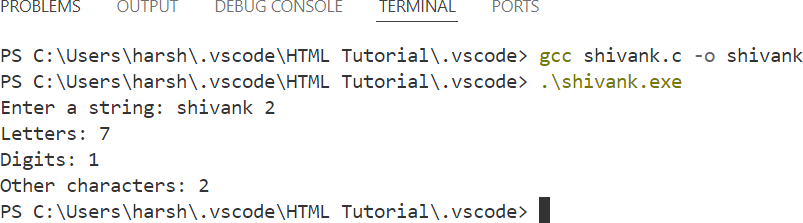 PROBLEMS OUTPUT DEBUG CONSOLE TERMINAL PORTS
PS C:\Users\harsh\.vscode\HTML Tutorial\.vscode> gcc shivank.c -o shivank
PS C:\Users\harsh\.vscode\HTML Tutorial\.vscode> .\shivank.exe
Enter a string: shivank 2
Letters: 7
Digits: 1
Other characters: 2
PS C:\Users\harsh\.vscode\HTML Tutorial\.vscode>